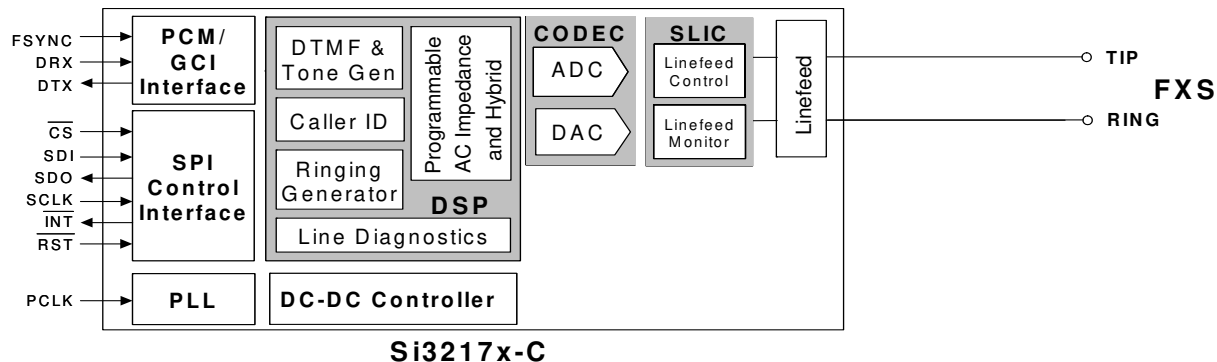 FSYNC
DRX
DTX
PCM/
GCI
Interface
CS
SDI
SDO
SCLK
INT
RST
SPI
Control
Interface
PCLK
PLL
DTMF &
Tone Gen
Caller ID
Ringing
Generator
Programmable
AC Impedance
and Hybrid
DSP
Line Diagnostics
DC-DC Controller
CODEC
ADC
DAC
SLIC
Linefeed
Control
Linefeed
Monitor
Linefeed
TIP
FXS
RING
Si3217x-C